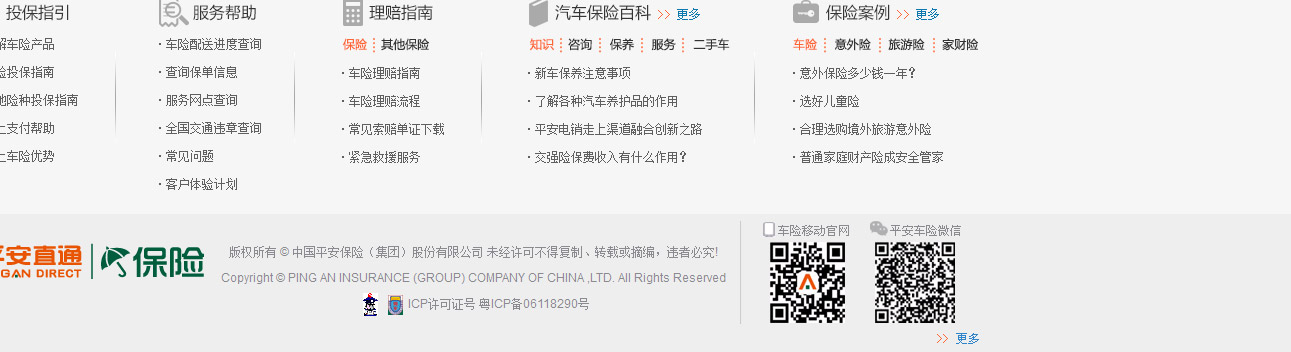 投保指引
解车险产品
险投保指南
他险种投保指南
上支付帮助
上车险优势
服务帮助
· 车险配送进度查询
· 查询保单信息
· 服务网点查询
· 全国交通违章查询
· 常见问题
· 客户体验计划
理赔指南
保险 其他保险
· 车险理赔指南
· 车险理赔流程
· 常见索赔单证下载
· 紧急救援服务
汽车保险百科 >> 更多
知识 咨询 保养 服务 二手车
· 新车保养注意事项
· 了解各种汽车养护品的作用
· 平安电销走上渠道融合创新之路
· 交强险保费收入有什么作用？
保险案例 >> 更多
车险 意外险 旅游险 家财险
· 意外保险多少钱一年？
· 选好儿童险
· 合理选购境外旅游意外险
· 普通家庭财产险成安全管家
平安直通
NGAN DIRECT
保险
版权所有 © 中国平安保险（集团）股份有限公司 未经许可不得复制、转载或摘编，违者必究!
Copyright © PING AN INSURANCE (GROUP) COMPANY OF CHINA ,LTD. All Rights Reserved
ICP许可证号 粤ICP备06118290号
车险移动官网
平安车险微信
>> 更多